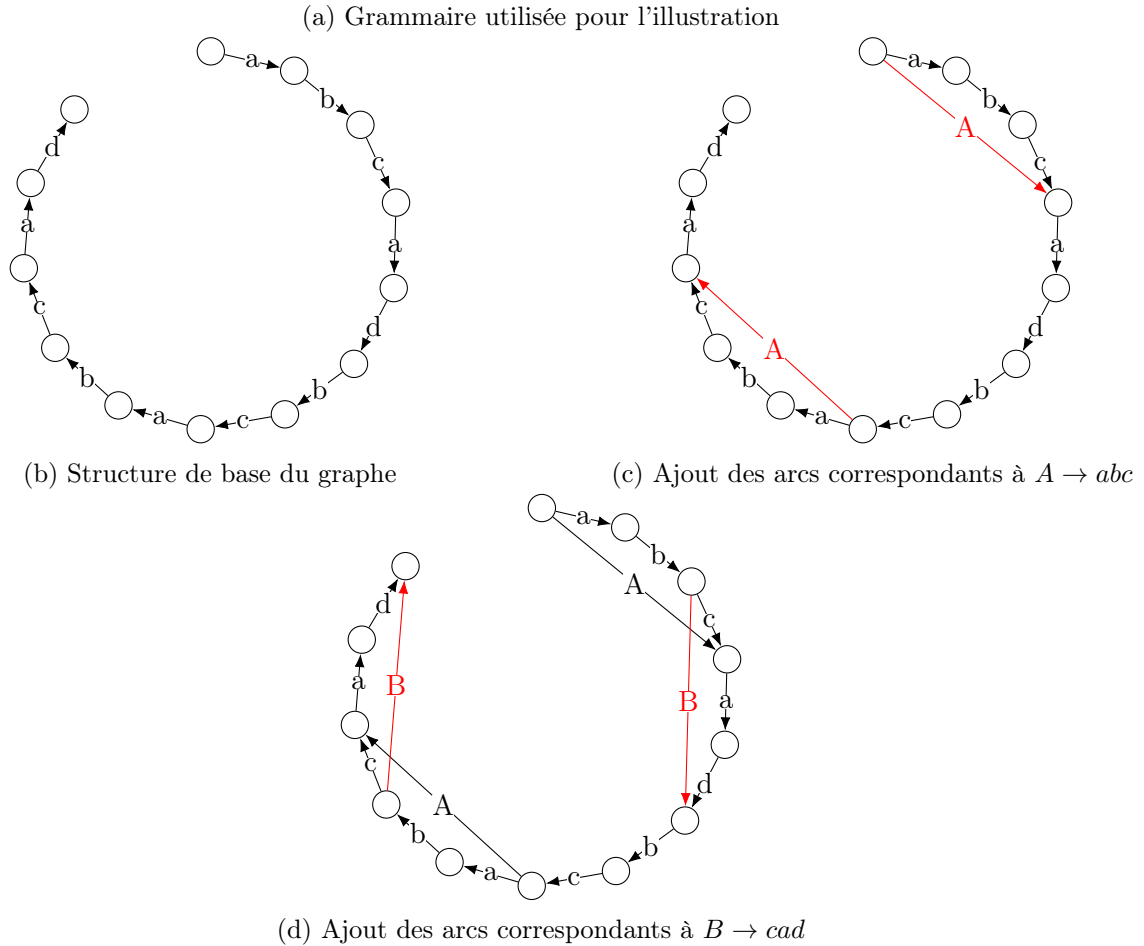 (a) Grammaire utilisée pour l'illustration
a
b
c
a
d
b
c
a
b
c
a
d
(b) Structure de base du graphe
a
b
c
a
d
b
c
a
b
c
a
d
A
A
(c) Ajout des arcs correspondants à A → abc
a
b
c
a
d
b
c
a
b
c
a
d
A
A
B
B
(d) Ajout des arcs correspondants à B → cad